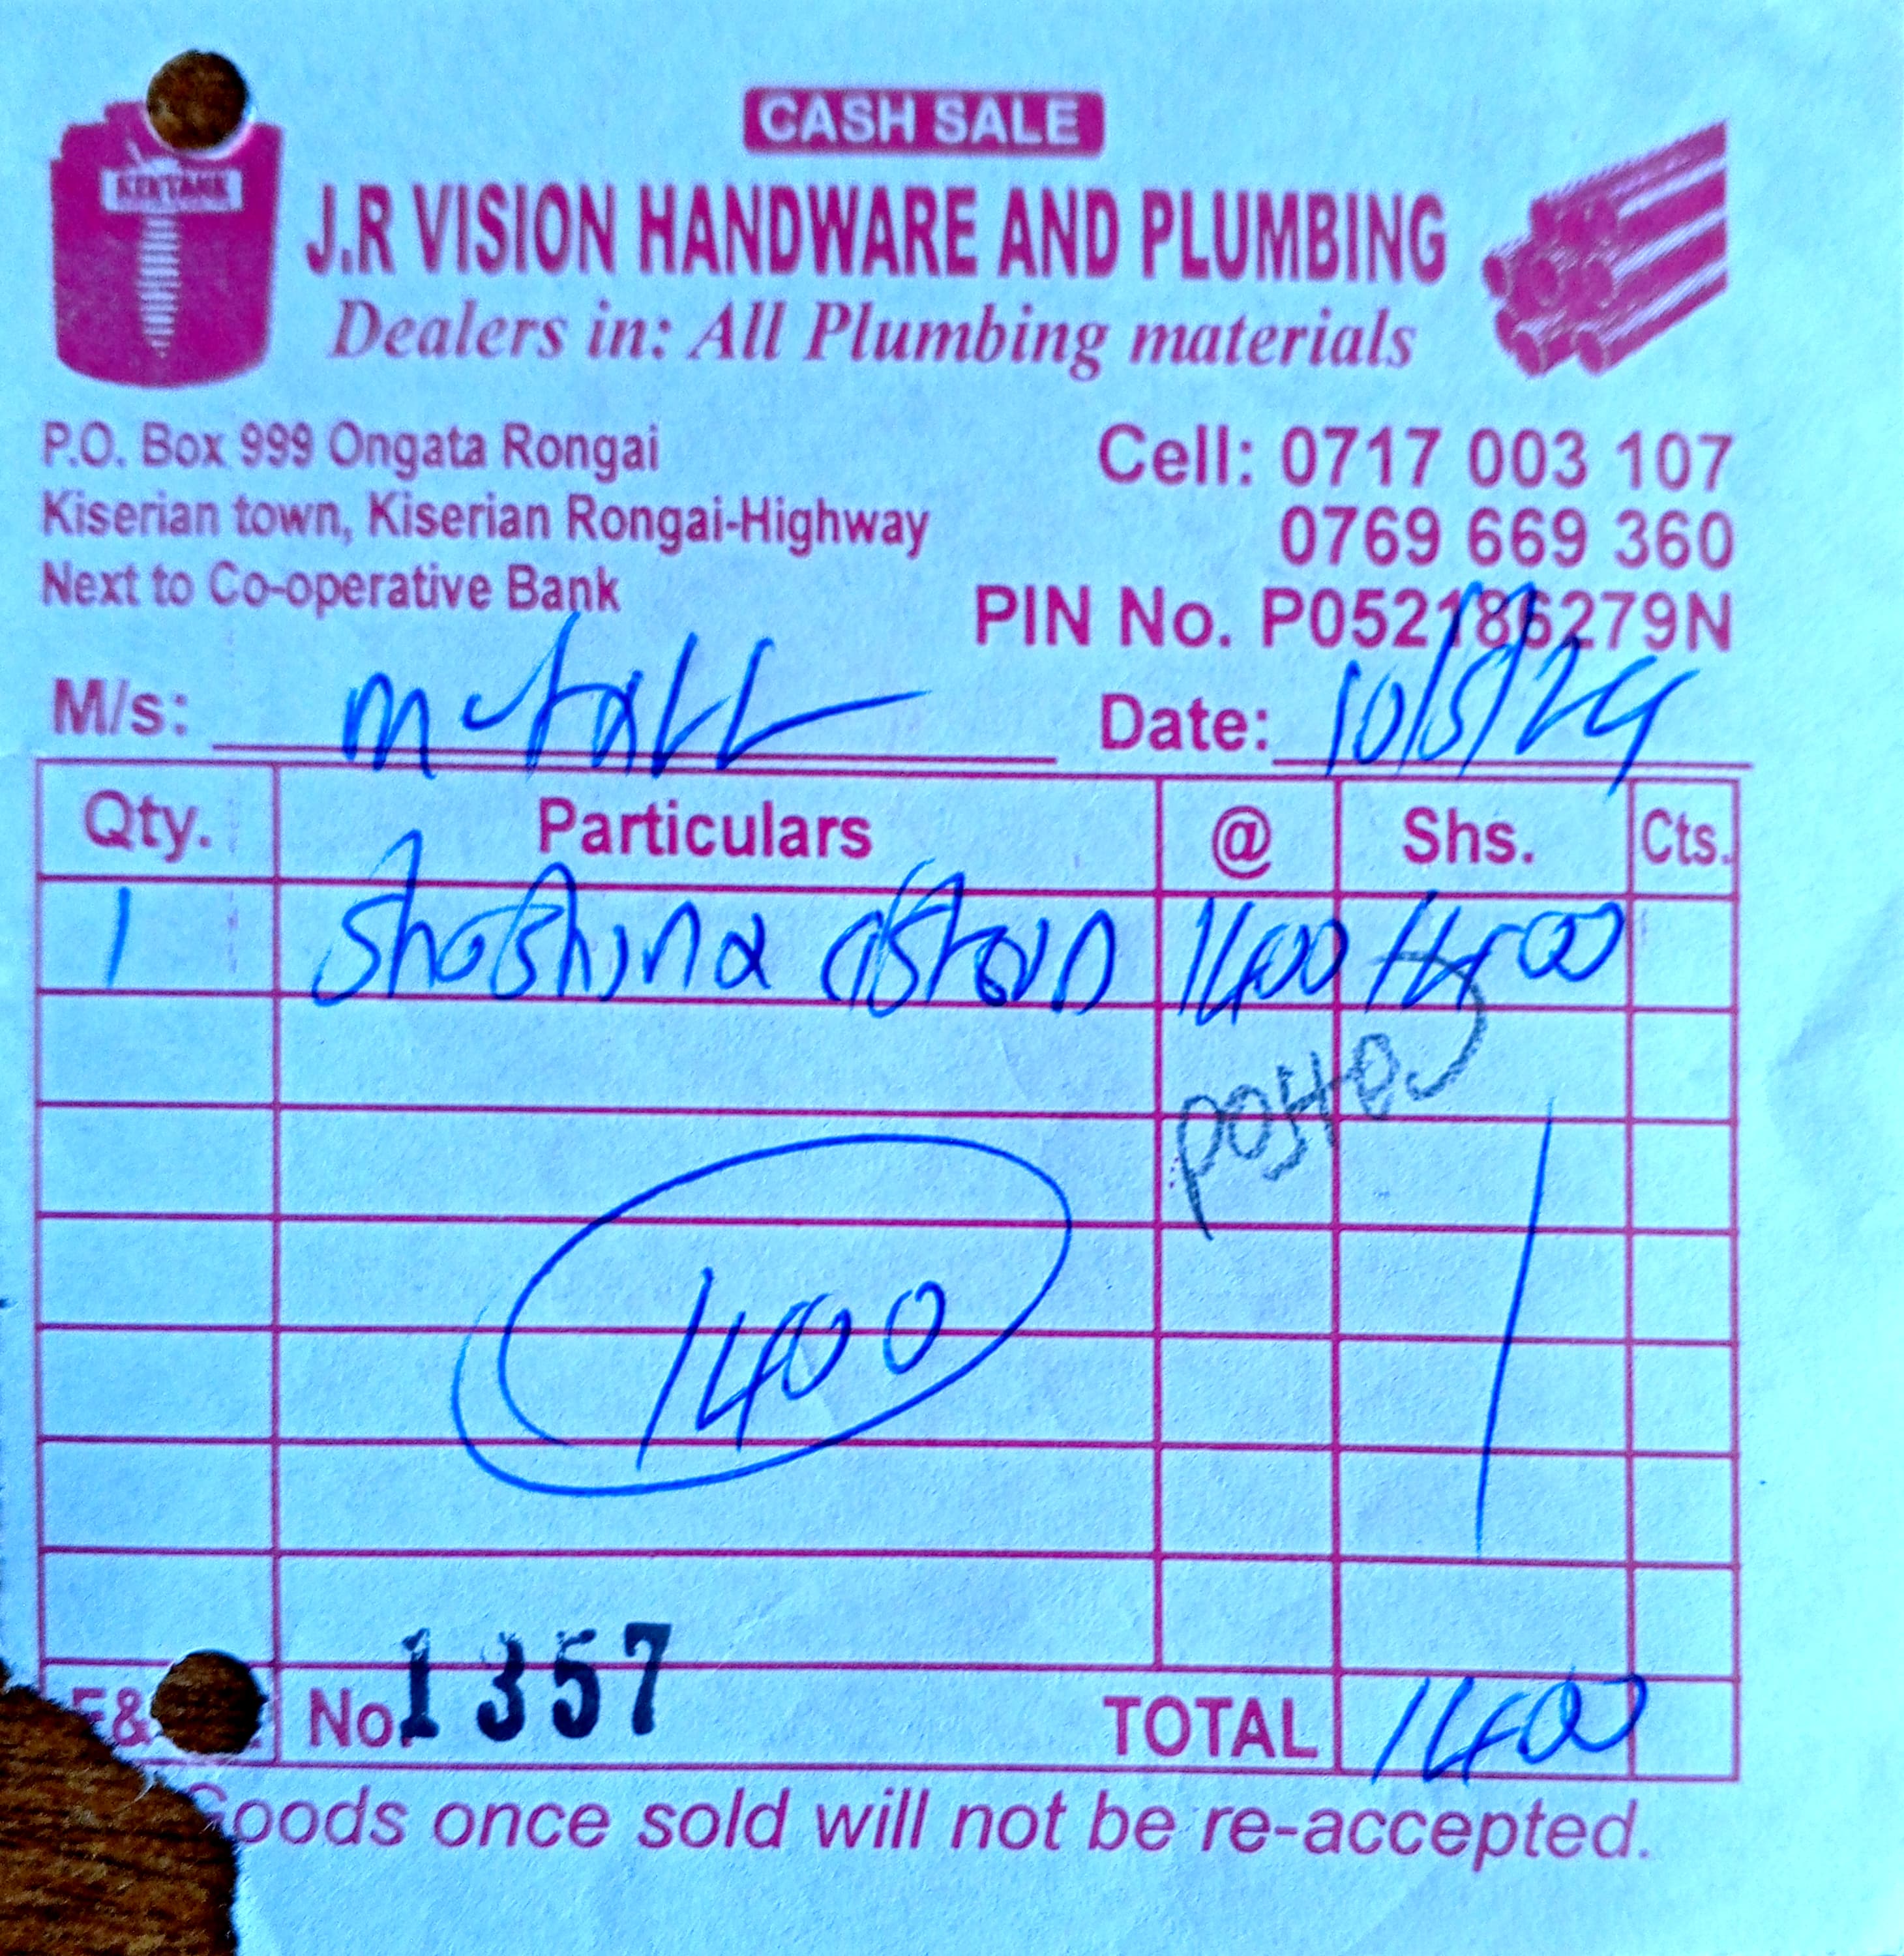 CASH SALE
KENTANK
J.R VISION HANDWARE AND PLUMBING
Dealers in: All Plumbing materials
P.O. Box 999 Ongata Rongai
Kiserian town, Kiserian Rongai-Highway
Next to Co-operative Bank
Cell: 0717 003 107
0769 669 360
PIN No. P052186279N
M/s: Date: 10/5/24
Qty. Particulars @ Shs. Cts.
1 1400 1400
posted
1400
E& No. 1357 TOTAL 1400
Goods once sold will not be re-accepted.